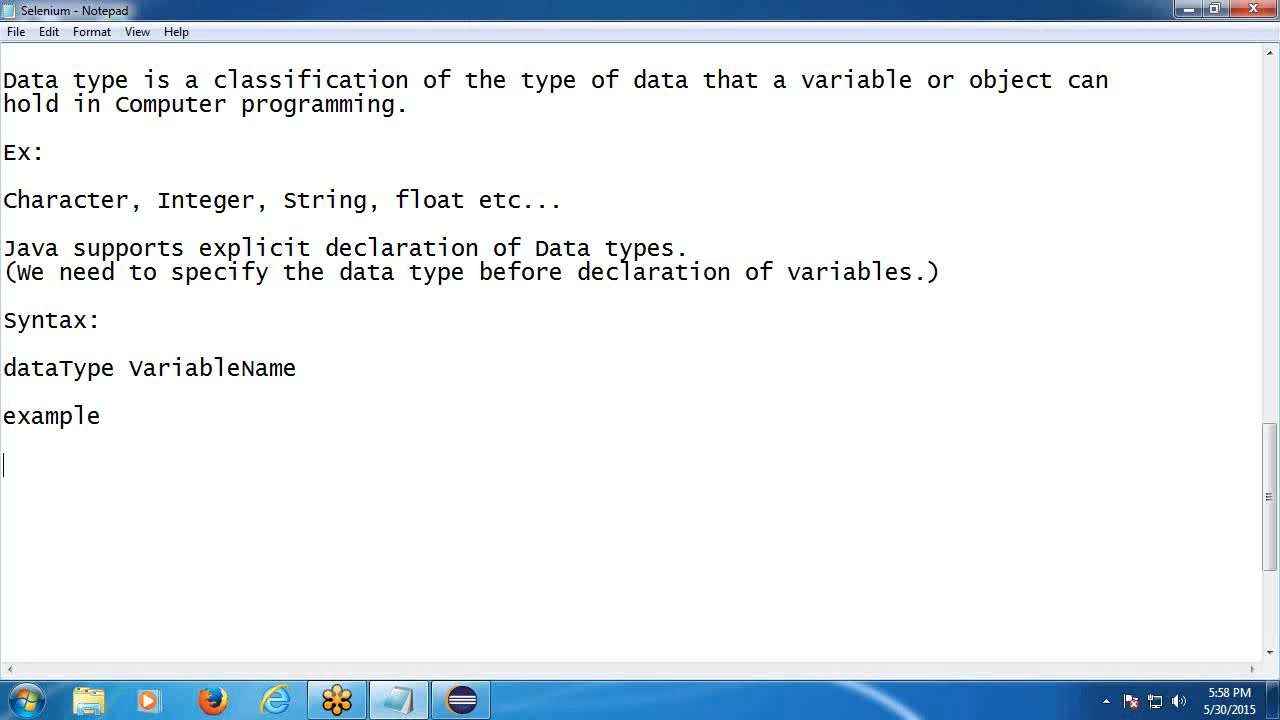 Selenium - Notepad
File Edit Format View Help
Data type is a classification of the type of data that a variable or object can
hold in Computer programming.
Ex:
Character, Integer, String, float etc...
Java supports explicit declaration of Data types.
(We need to specify the data type before declaration of variables.)
Syntax:
dataType VariableName
example
5:58 PM
5/30/2015